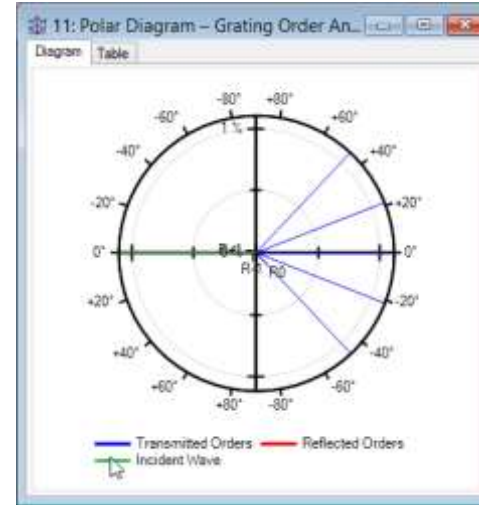 11: Polar Diagram – Grating Order An...
Diagram Table
-80° +80°
-60° +60°
1 %
-40° +40°
-20° +20°
0° 0°
R0
+20° -20°
+40° -40°
+60° -60°
+80° -80°
Transmitted Orders Reflected Orders
Incident Wave